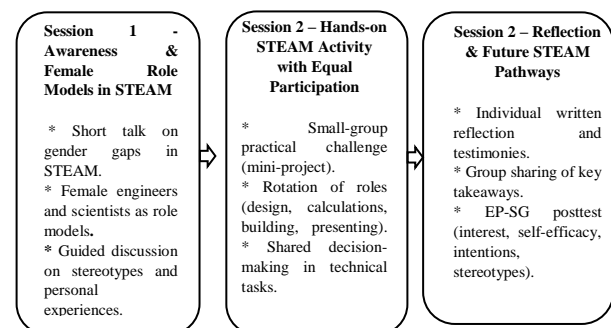 Session 1 -
Awareness &
Female Role
Models in STEAM
* Short talk on
gender gaps in
STEAM.
* Female engineers
and scientists as role
models.
* Guided discussion
on stereotypes and
personal
experiences.
Session 2 – Hands-on
STEAM Activity
with Equal
Participation
* Small-group
practical challenge
(mini-project).
* Rotation of roles
(design, calculations,
building, presenting).
* Shared decision-
making in technical
tasks.
Session 2 – Reflection
& Future STEAM
Pathways
* Individual written
reflection and
testimonies.
* Group sharing of key
takeaways.
* EP-SG posttest
(interest, self-efficacy,
intentions,
stereotypes).